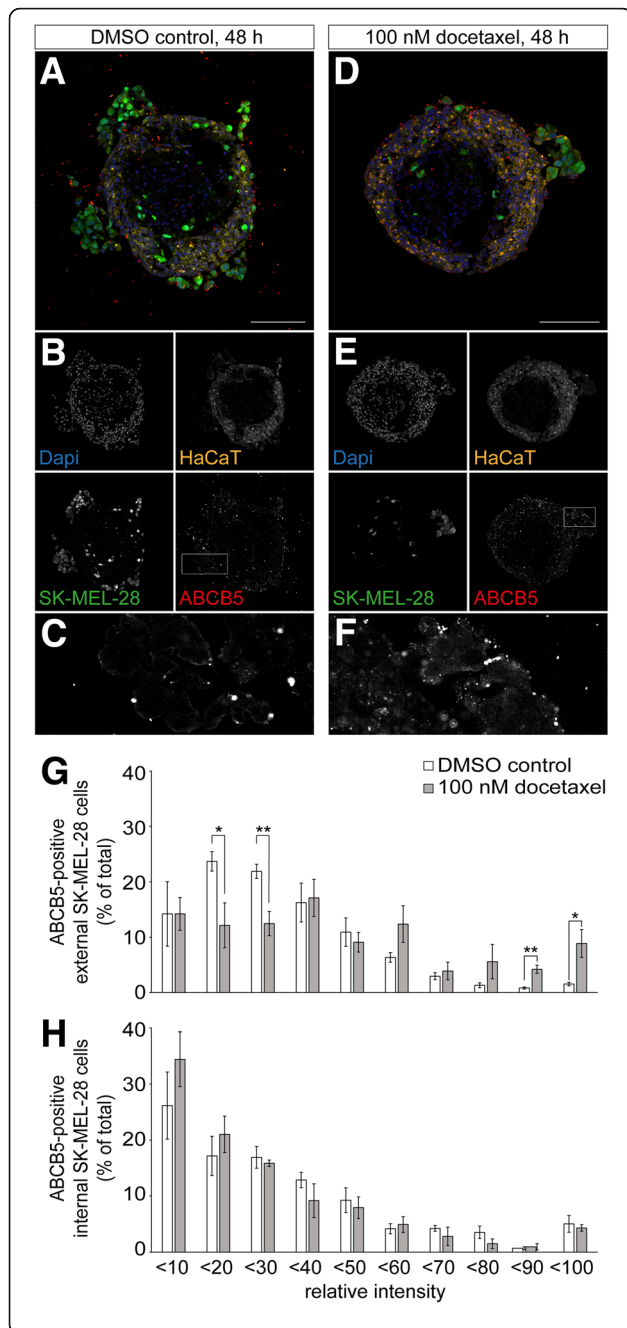 DMSO control, 48 h
100 nm docetaxel, 48 h
A
D
B
E
Dapi
HaCaT
Dapi
HaCaT
SK-MEL-28
ABCB5
SK-MEL-28
ABCB5
C
F
G
DMSO control
100 nM docetaxel
ABCB5-positive
external SK-MEL-28 cells
(% of total)
40
30
20
10
0
*
**
**
*
H
ABCB5-positive
internal SK-MEL-28 cells
(% of total)
40
30
20
10
0
<10 <20 <30 <40 <50 <60 <70 <80 <90 <100
relative intensity